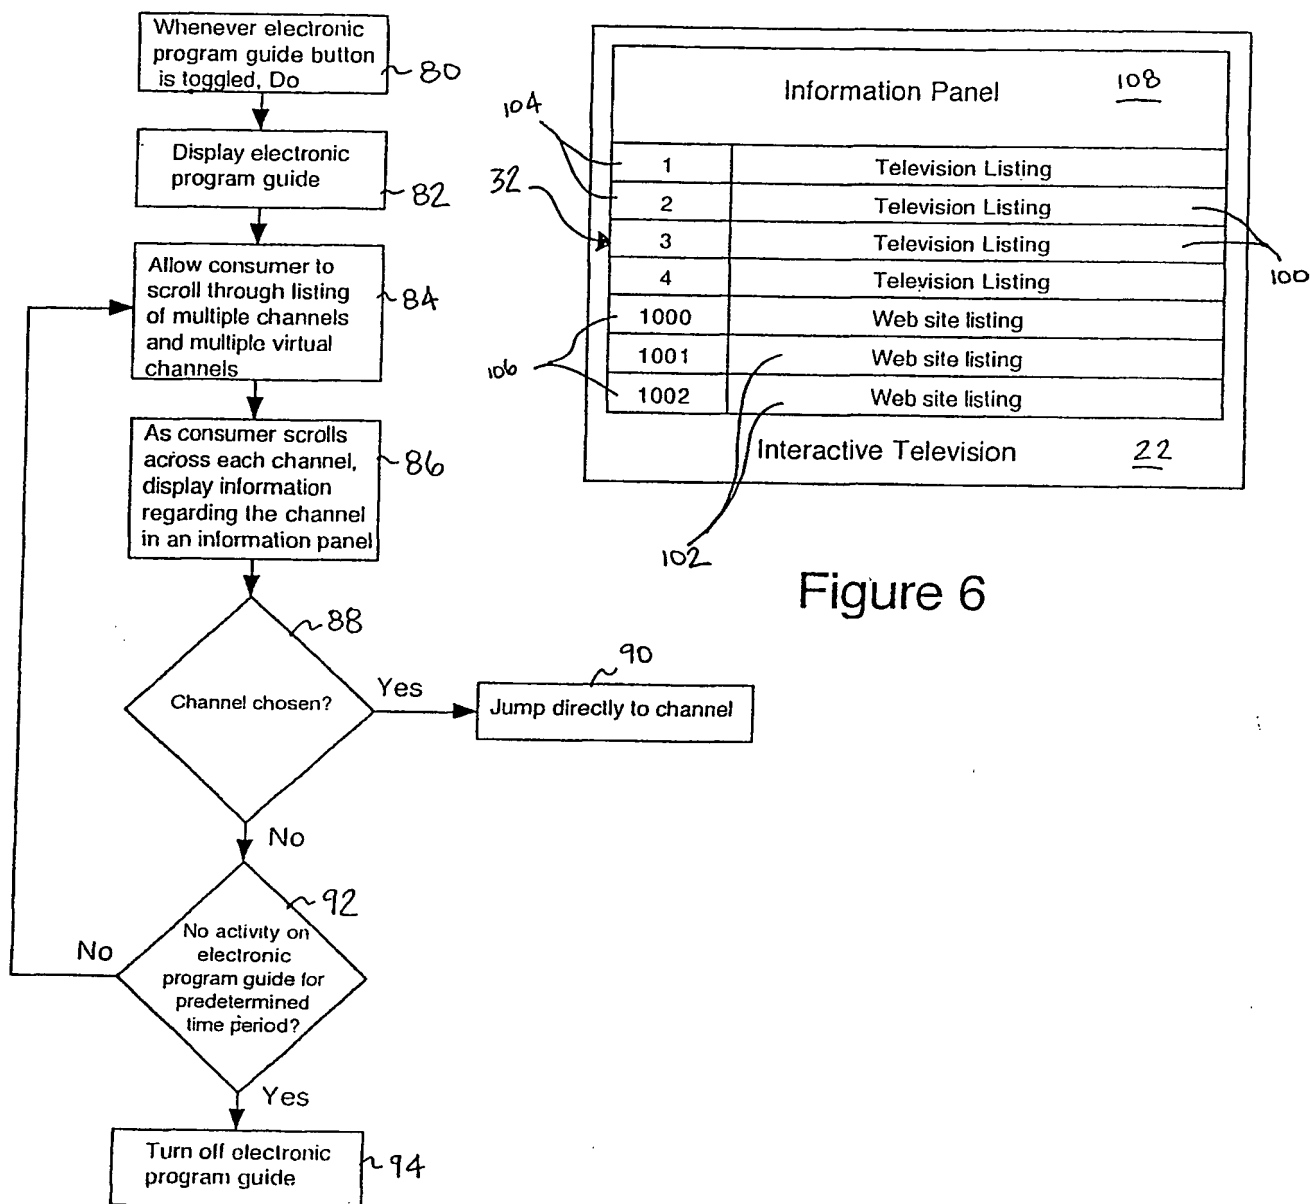 Whenever electronic
program guide button
is toggled, Do
80
Display electronic
program guide
82
Allow consumer to
scroll through listing
of multiple channels
and multiple virtual
channels
84
As consumer scrolls
across each channel,
display information
regarding the channel
in an information panel
86
88
Channel chosen?
Yes
90
Jump directly to channel
No
92
No activity on
electronic
program guide for
predetermined
time period?
No
Yes
Turn off electronic
program guide
94
Information Panel 108
104
1 Television Listing
32
2 Television Listing
3 Television Listing
100
4 Television Listing
1000 Web site listing
106
1001 Web site listing
1002 Web site listing
Interactive Television 22
102
Figure 6